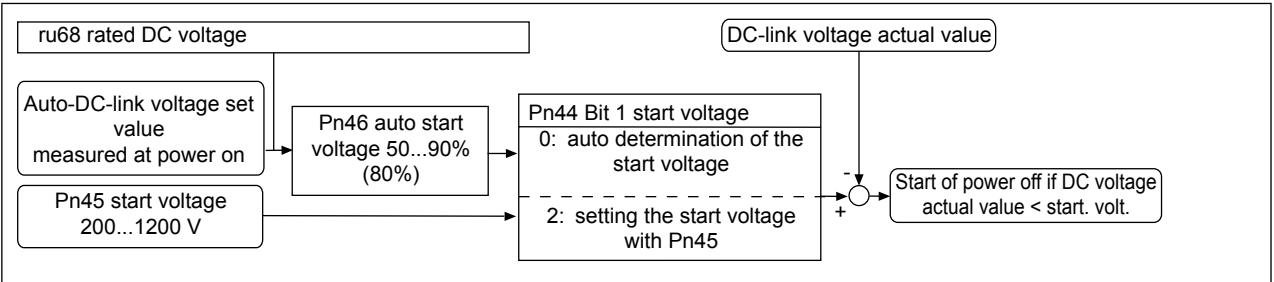 ru68 rated DC voltage
DC-link voltage actual value
Auto-DC-link voltage set
value
measured at power on
Pn46 auto start
voltage 50...90%
(80%)
Pn44 Bit 1 start voltage
0: auto determination of the
start voltage
2: setting the start voltage
with Pn45
Pn45 start voltage
200...1200 V
-
+
Start of power off if DC voltage
actual value < start. volt.